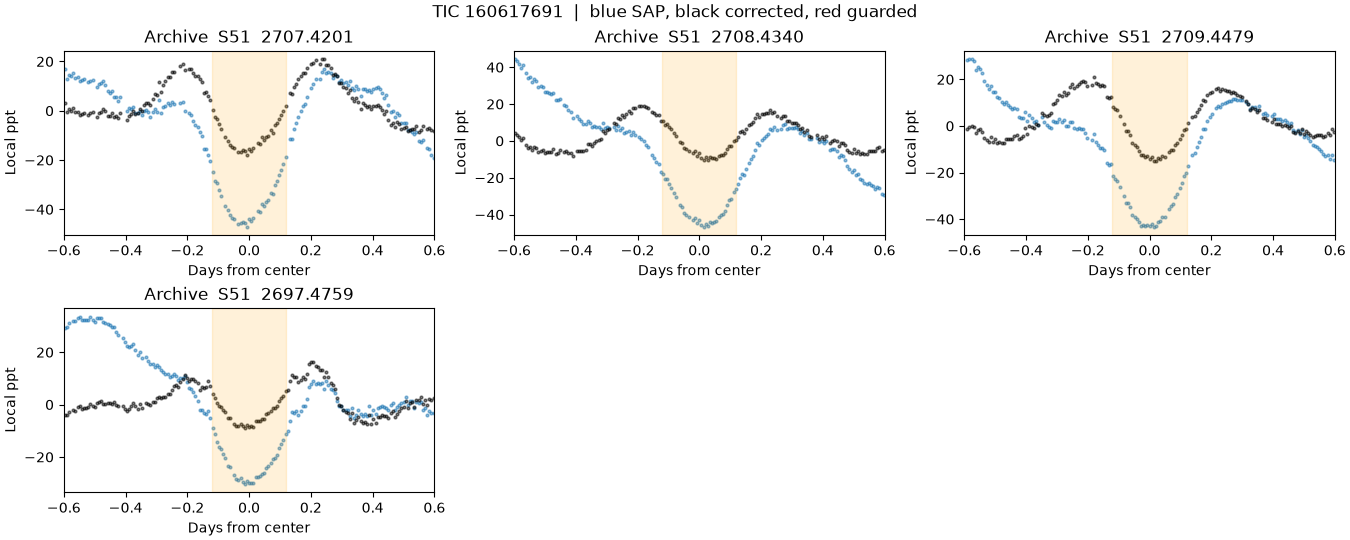 TIC 160617691 | blue SAP, black corrected, red guarded
Archive S51 2707.4201
Archive S51 2708.4340
Archive S51 2709.4479
20
0
−20
−40
Local ppt
−0.6 −0.4 −0.2 0.0 0.2 0.4 0.6
Days from center
40
20
0
−20
−40
Local ppt
−0.6 −0.4 −0.2 0.0 0.2 0.4 0.6
Days from center
20
0
−20
−40
Local ppt
−0.6 −0.4 −0.2 0.0 0.2 0.4 0.6
Days from center
Archive S51 2697.4759
20
0
−20
Local ppt
−0.6 −0.4 −0.2 0.0 0.2 0.4 0.6
Days from center